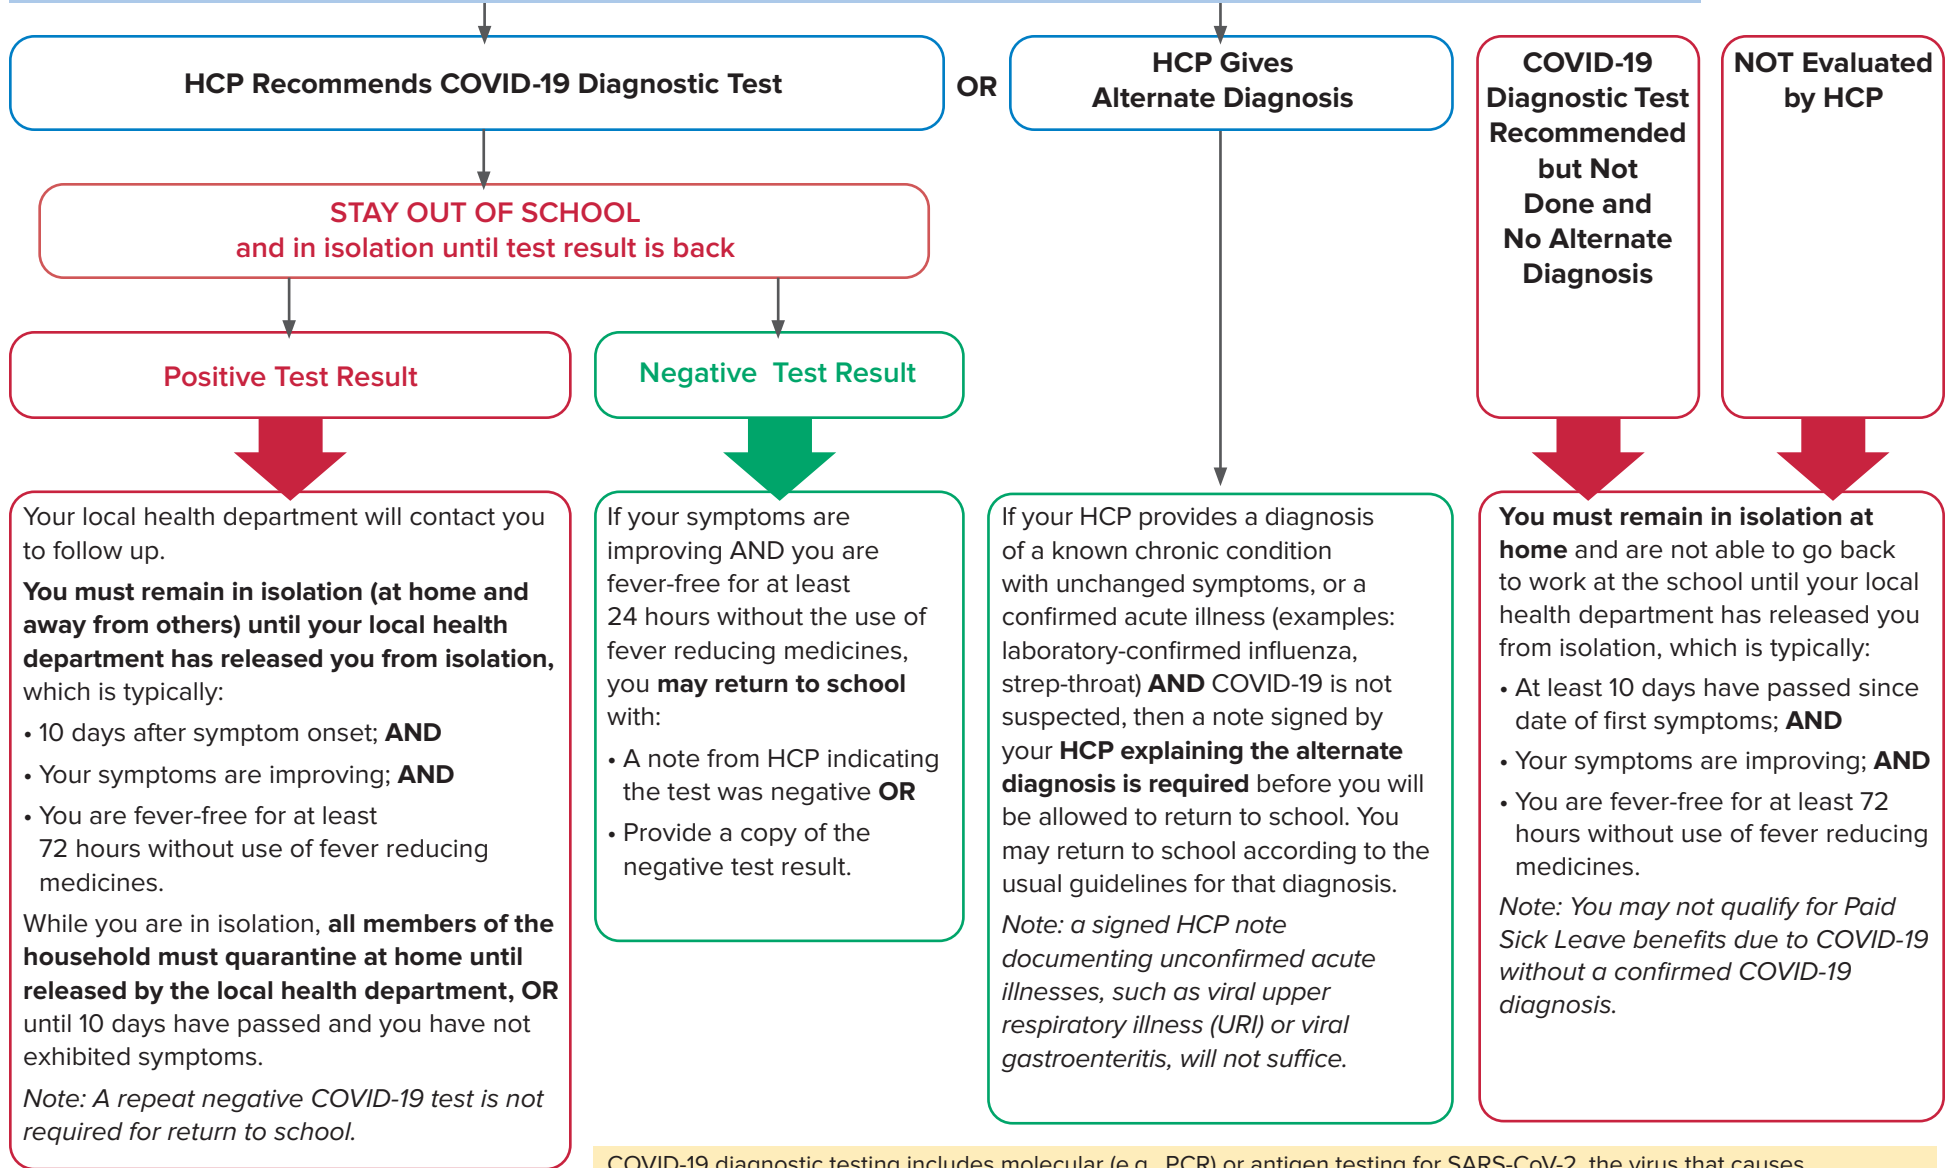 HCP Recommends COVID-19 Diagnostic Test
OR
HCP Gives
Alternate Diagnosis
COVID-19
Diagnostic Test
Recommended
but Not
Done and
No Alternate
Diagnosis
NOT Evaluated
by HCP
STAY OUT OF SCHOOL
and in isolation until test result is back
Positive Test Result
Negative Test Result
Your local health department will contact you
to follow up.
You must remain in isolation (at home and
away from others) until your local health
department has released you from isolation,
which is typically:
• 10 days after symptom onset; AND
• Your symptoms are improving; AND
• You are fever-free for at least
72 hours without use of fever reducing
medicines.
While you are in isolation, all members of the
household must quarantine at home until
released by the local health department, OR
until 10 days have passed and you have not
exhibited symptoms.
Note: A repeat negative COVID-19 test is not
required for return to school.
If your symptoms are
improving AND you are
fever-free for at least
24 hours without the use of
fever reducing medicines,
you may return to school
with:
• A note from HCP indicating
the test was negative OR
• Provide a copy of the
negative test result.
If your HCP provides a diagnosis
of a known chronic condition
with unchanged symptoms, or a
confirmed acute illness (examples:
laboratory-confirmed influenza,
strep-throat) AND COVID-19 is not
suspected, then a note signed by
your HCP explaining the alternate
diagnosis is required before you will
be allowed to return to school. You
may return to school according to the
usual guidelines for that diagnosis.
Note: a signed HCP note
documenting unconfirmed acute
illnesses, such as viral upper
respiratory illness (URI) or viral
gastroenteritis, will not suffice.
You must remain in isolation at
home and are not able to go back
to work at the school until your local
health department has released you
from isolation, which is typically:
• At least 10 days have passed since
date of first symptoms; AND
• Your symptoms are improving; AND
• You are fever-free for at least 72
hours without use of fever reducing
medicines.
Note: You may not qualify for Paid
Sick Leave benefits due to COVID-19
without a confirmed COVID-19
diagnosis.
COVID-19 diagnostic testing includes molecular (e.g., PCR) or antigen testing for SARS-CoV-2, the virus that causes